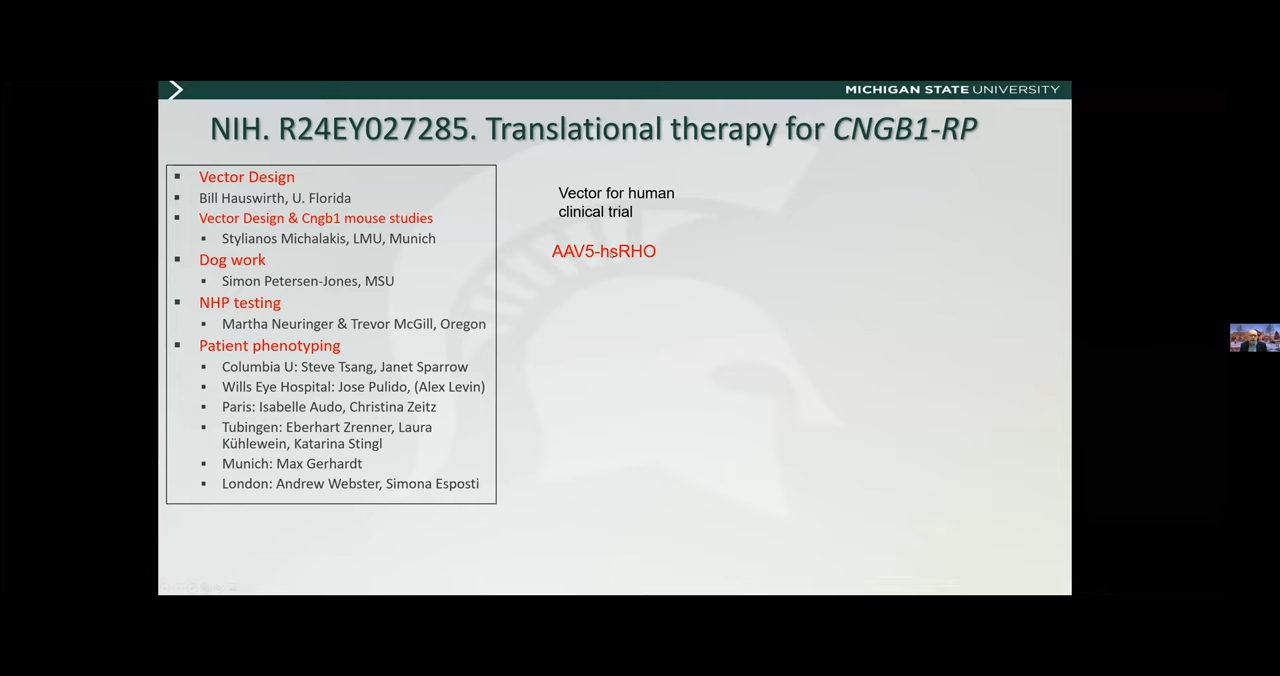 MICHIGAN STATE UNIVERSITY
NIH. R24EY027285. Translational therapy for CNGB1-RP
Vector Design
Bill Hauswirth, U. Florida
Vector Design & Cngb1 mouse studies
Stylianos Michalakis, LMU, Munich
Dog work
Simon Petersen-Jones, MSU
NHP testing
Martha Neuringer & Trevor McGill, Oregon
Patient phenotyping
Columbia U: Steve Tsang, Janet Sparrow
Wills Eye Hospital: Jose Pulido, (Alex Levin)
Paris: Isabelle Audo, Christina Zeitz
Tubingen: Eberhart Zrenner, Laura
Kühlewein, Katarina Stingl
Munich: Max Gerhardt
London: Andrew Webster, Simona Esposti
Vector for human
clinical trial
AAV5-hsRHO